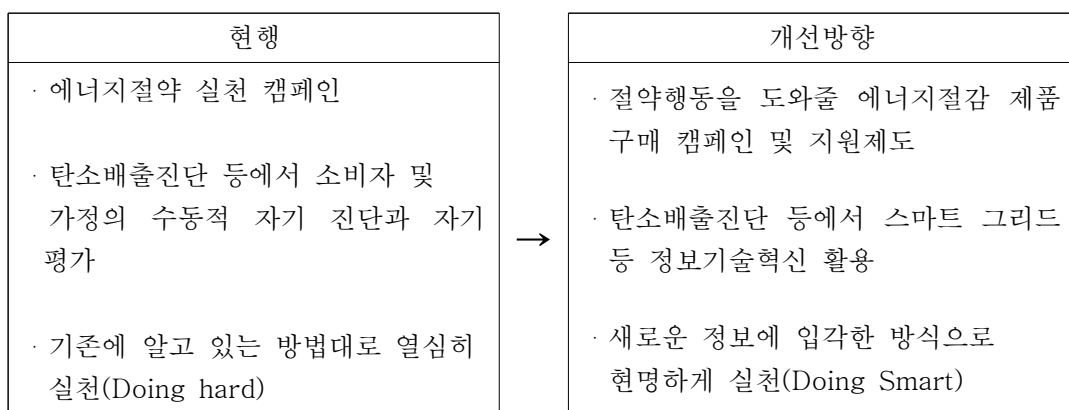 현행
· 에너지절약 실천 캠페인
· 탄소배출진단 등에서 소비자 및
가정의 수동적 자기 진단과 자기
평가
· 기존에 알고 있는 방법대로 열심히
실천(Doing hard)
→
개선방향
· 절약행동을 도와줄 에너지절감 제품
구매 캠페인 및 지원제도
· 탄소배출진단 등에서 스마트 그리드
등 정보기술혁신 활용
· 새로운 정보에 입각한 방식으로
현명하게 실천(Doing Smart)